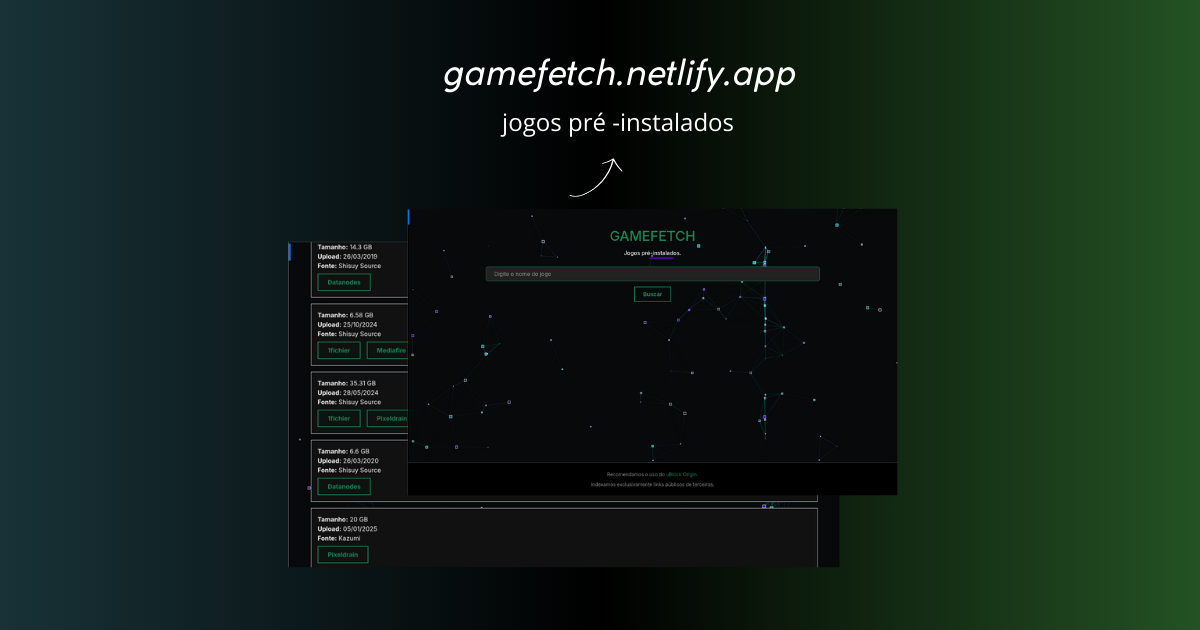 gamefetch.netlify.app
jogos pré -instalados
GAMEFETCH
Jogos pré-instalados.
Digite o nome do jogo
Buscar
Recomendamos o uso do uBlock Origin.
Indexamos exclusivamente links públicos de terceiros.
Tamanho: 14.3 GB
Upload: 26/03/2019
Fonte: Shisuy Source
Datanodes
Tamanho: 6.58 GB
Upload: 25/10/2024
Fonte: Shisuy Source
1fichier Mediafire
Tamanho: 35.31 GB
Upload: 28/05/2024
Fonte: Shisuy Source
1fichier Pixeldrain
Tamanho: 6.6 GB
Upload: 26/03/2020
Fonte: Shisuy Source
Datanodes
Tamanho: 20 GB
Upload: 05/01/2025
Fonte: Kazumi
Pixeldrain